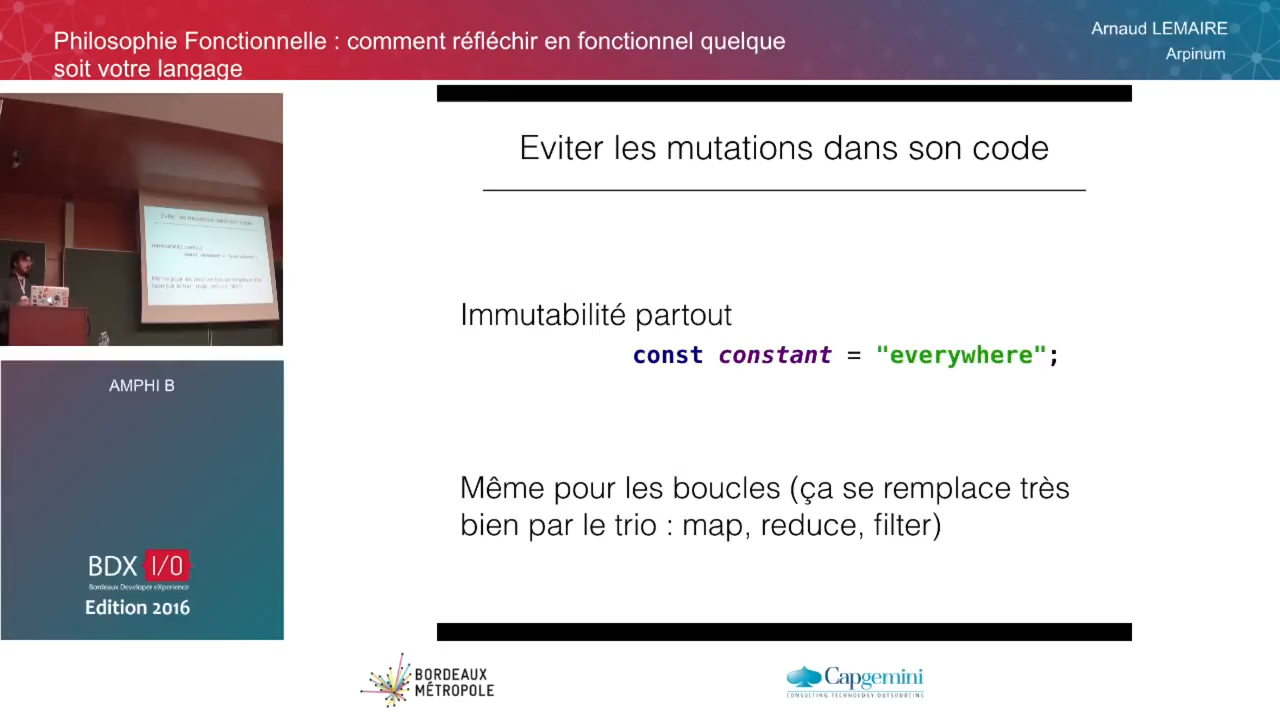 Philosophie Fonctionnelle : comment réfléchir en fonctionnel quelque
soit votre langage
Arnaud LEMAIRE
Arpinum
Eviter les mutations dans son code
Immutabilité partout
const constant = "everywhere";
Même pour les boucles (ça se remplace très
bien par le trio : map, reduce, filter)
AMPHI B
BDX I/O
Bordeaux Developer eXperience
Edition 2016
BORDEAUX
MÉTROPOLE
Capgemini
CONSULTING.TECHNOLOGY.OUTSOURCING